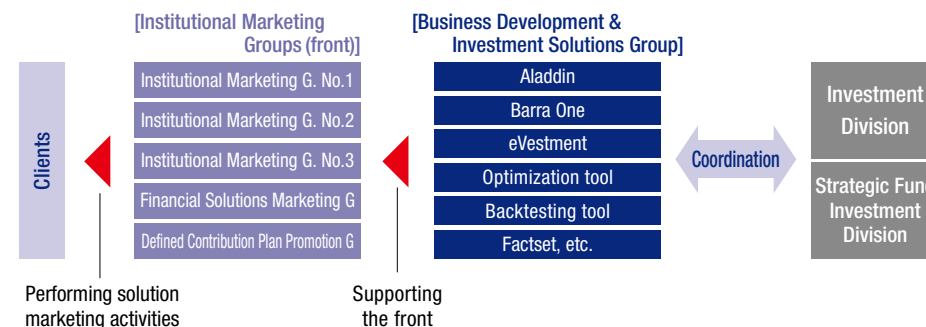 [Institutional Marketing
Groups (front)]
[Business Development &
Investment Solutions Group]
Clients
Institutional Marketing G. No.1
Institutional Marketing G. No.2
Institutional Marketing G. No.3
Financial Solutions Marketing G
Defined Contribution Plan Promotion G
Aladdin
Barra One
eVestment
Optimization tool
Backtesting tool
Factset, etc.
Coordination
Investment
Division
Strategic Fun
Investment
Division
Performing solution
marketing activities
Supporting
the front